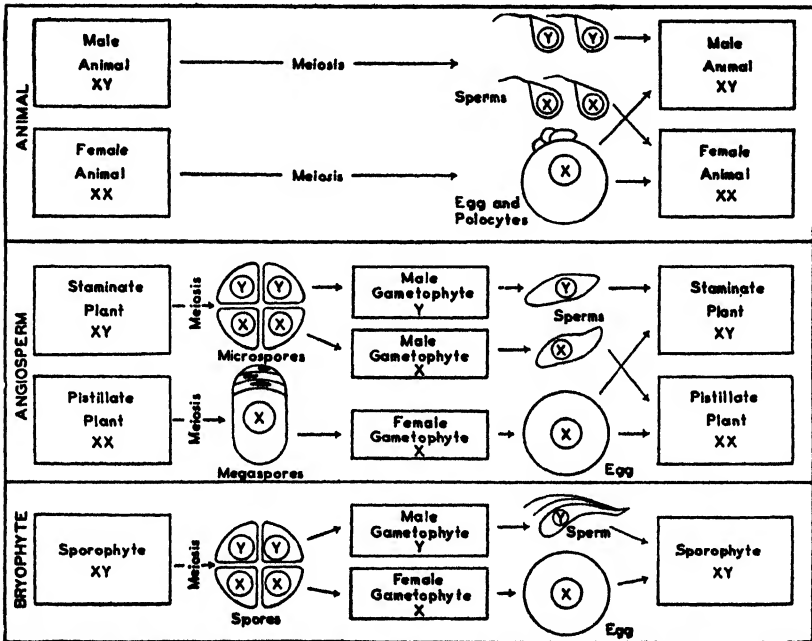 ANIMAL
Male
Animal
XY
Meiosis
Y Y
Sperms
X X
Male
Animal
XY
Female
Animal
XX
Meiosis
X
Egg and
Polocytes
Female
Animal
XX
ANGIOSPERM
Staminate
Plant
XY
Meiosis
Y Y
X X
Microspores
Male
Gametophyte
Y
Male
Gametophyte
X
Y
Sperms
X
Staminate
Plant
XY
Pistillate
Plant
XX
Meiosis
X
Megaspores
Female
Gametophyte
X
X
Egg
Pistillate
Plant
XX
BRYOPHYTE
Sporophyte
XY
Meiosis
Y Y
X X
Spores
Male
Gametophyte
Y
Female
Gametophyte
X
Y
Sperm
X
Egg
Sporophyte
XY